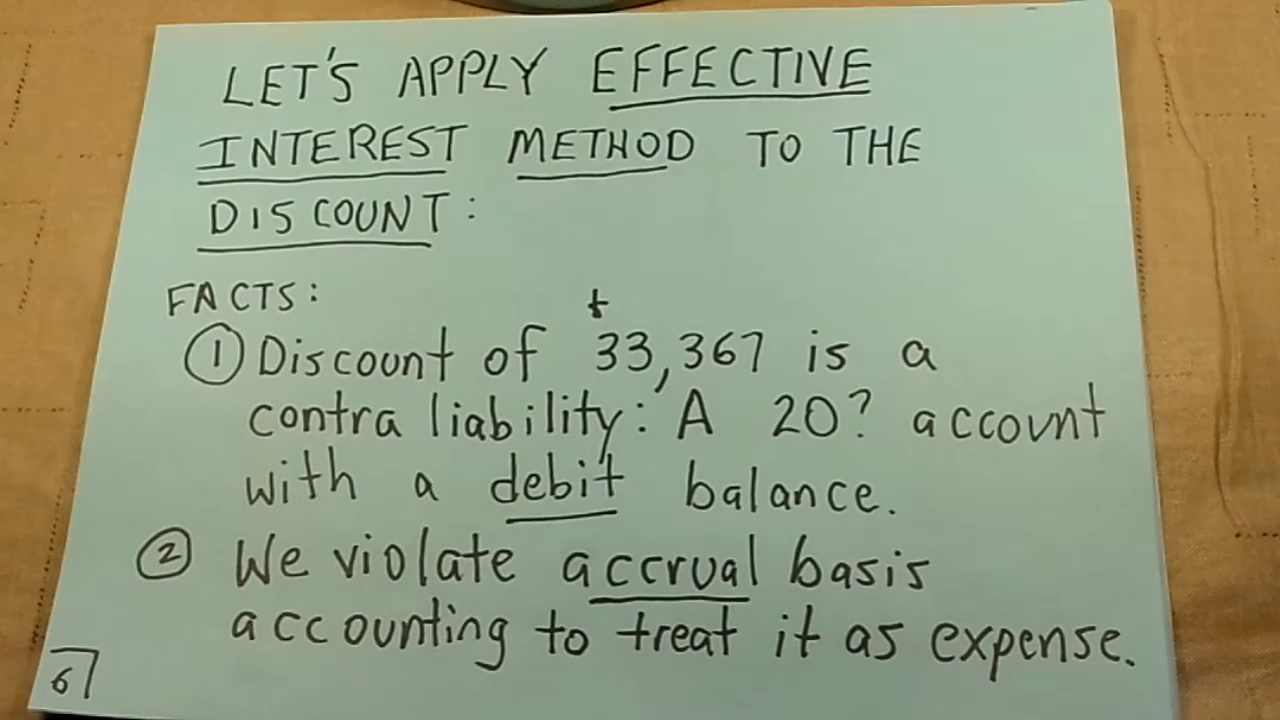 LET'S APPLY EFFECTIVE
INTEREST METHOD TO THE
DISCOUNT:
FACTS:
① Discount of +33,367 is a
contra liability: A 20? account
with a debit balance.
② We violate accrual basis
accounting to treat it as expense.
67